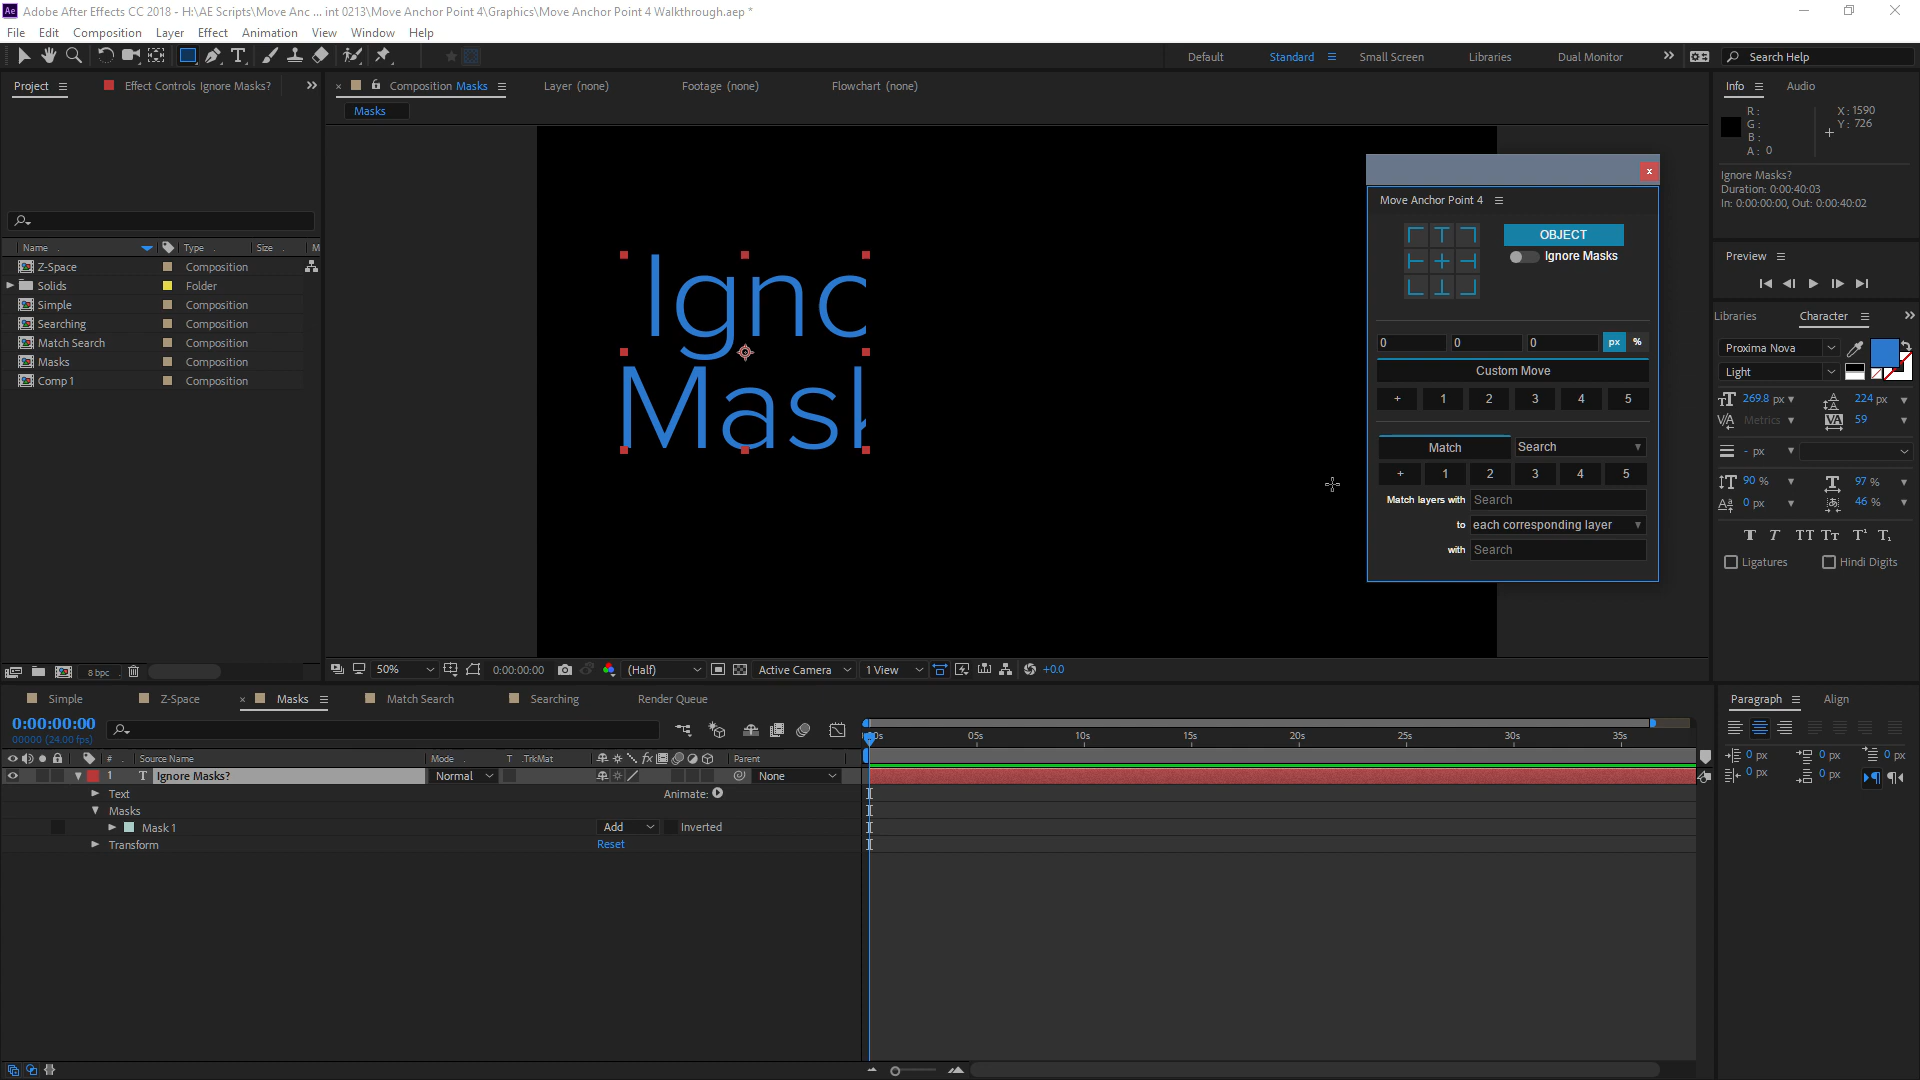 Adobe After Effects CC 2018 - H:\AE Scripts\Move Anc ... int 0213\Move Anchor Point 4\Graphics\Move Anchor Point 4 Walkthrough.aep *
File Edit Composition Layer Effect Animation View Window Help
Default Standard Small Screen Libraries Dual Monitor Search Help
Project Effect Controls Ignore Masks?
Composition Masks Layer (none) Footage (none) Flowchart (none)
Masks
Info Audio
R: X: 1590
G: Y: 726
B:
A: 0
Ignore Masks?
Duration: 0:00:40:03
In: 0:00:00:00, Out: 0:00:40:02
Name Type Size M
Z-Space Composition
Solids Folder
Simple Composition
Searching Composition
Match Search Composition
Masks Composition
Comp 1 Composition
Igno
Mask
Move Anchor Point 4
OBJECT
Ignore Masks
0 0 0 px %
Custom Move
+ 1 2 3 4 5
Match Search
+ 1 2 3 4 5
Match layers with Search
to each corresponding layer
with Search
Preview
Libraries Character
Proxima Nova
Light
269.8 px 224 px
Metrics 59
- px
90 % 97 %
0 px 46 %
T T TT Tt T¹ T₁
Ligatures Hindi Digits
8 bpc
50% 0:00:00:00 (Half) Active Camera 1 View +0.0
Simple Z-Space Masks Match Search Searching Render Queue
0:00:00:00
00000 (24.00 fps)
# Source Name Mode T .TrkMat Parent
1 T Ignore Masks? Normal None
Text Animate:
Masks
Mask 1 Add Inverted
Transform Reset
00s 05s 10s 15s 20s 25s 30s 35s
Paragraph Align
0 px 0 px 0 px
0 px 0 px